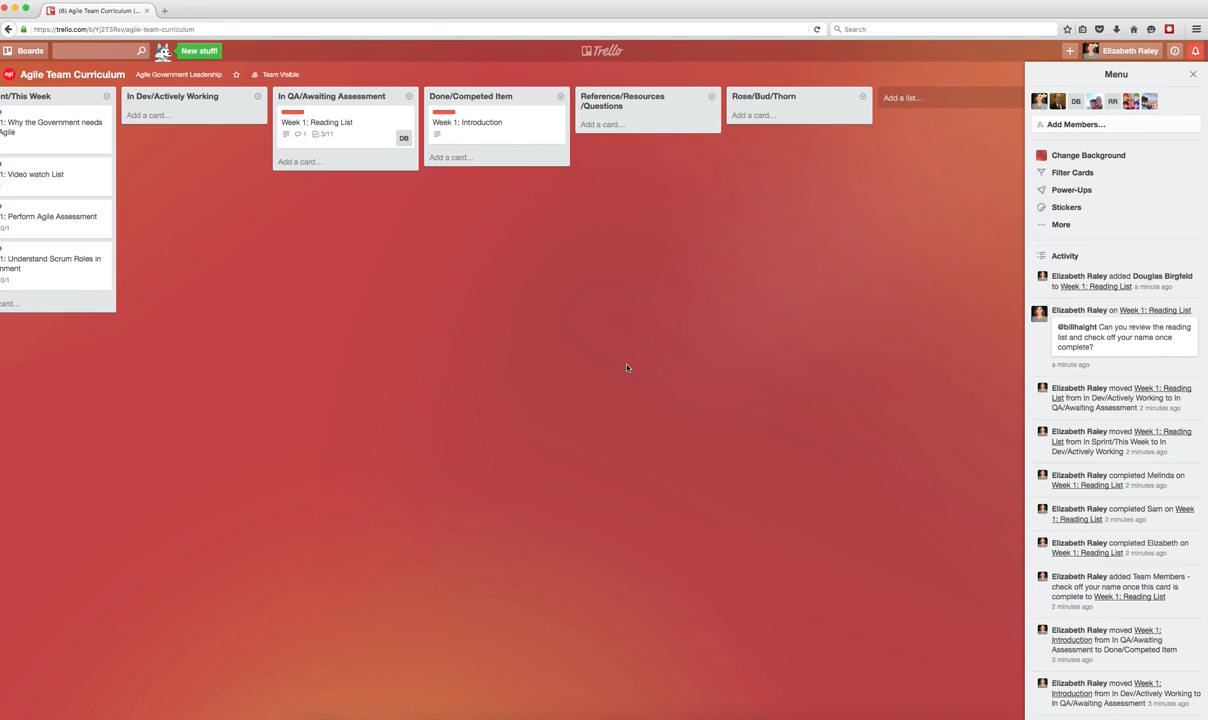 (6) Agile Team Curriculum (...
https://trello.com/b/Yj2T3Rxv/agile-team-curriculum
Search
Boards
New stuff!
Trello
Elizabeth Raley
Agile Team Curriculum
Agile Government Leadership
Team Visible
nt/This Week
1: Why the Government needs
Agile
1: Video watch List
1: Perform Agile Assessment
0/1
1: Understand Scrum Roles in
nment
0/1
card...
In Dev/Actively Working
Add a card...
In QA/Awaiting Assessment
Week 1: Reading List
1
3/11
DB
Add a card...
Done/Competed Item
Week 1: Introduction
Add a card...
Reference/Resources
/Questions
Add a card...
Rose/Bud/Thorn
Add a card...
Add a list...
Menu
DB
RR
Add Members...
Change Background
Filter Cards
Power-Ups
Stickers
More
Activity
Elizabeth Raley added Douglas Birgfeld
to Week 1: Reading List a minute ago
Elizabeth Raley on Week 1: Reading List
@billhaight Can you review the reading
list and check off your name once
complete?
a minute ago
Elizabeth Raley moved Week 1: Reading
List from In Dev/Actively Working to In
QA/Awaiting Assessment 2 minutes ago
Elizabeth Raley moved Week 1: Reading
List from In Sprint/This Week to In
Dev/Actively Working 2 minutes ago
Elizabeth Raley completed Melinda on
Week 1: Reading List 2 minutes ago
Elizabeth Raley completed Sam on Week
1: Reading List 2 minutes ago
Elizabeth Raley completed Elizabeth on
Week 1: Reading List 2 minutes ago
Elizabeth Raley added Team Members -
check off your name once this card is
complete to Week 1: Reading List
2 minutes ago
Elizabeth Raley moved Week 1:
Introduction from In QA/Awaiting
Assessment to Done/Competed Item
3 minutes ago
Elizabeth Raley moved Week 1:
Introduction from In Dev/Actively Working to
In QA/Awaiting Assessment 3 minutes ago